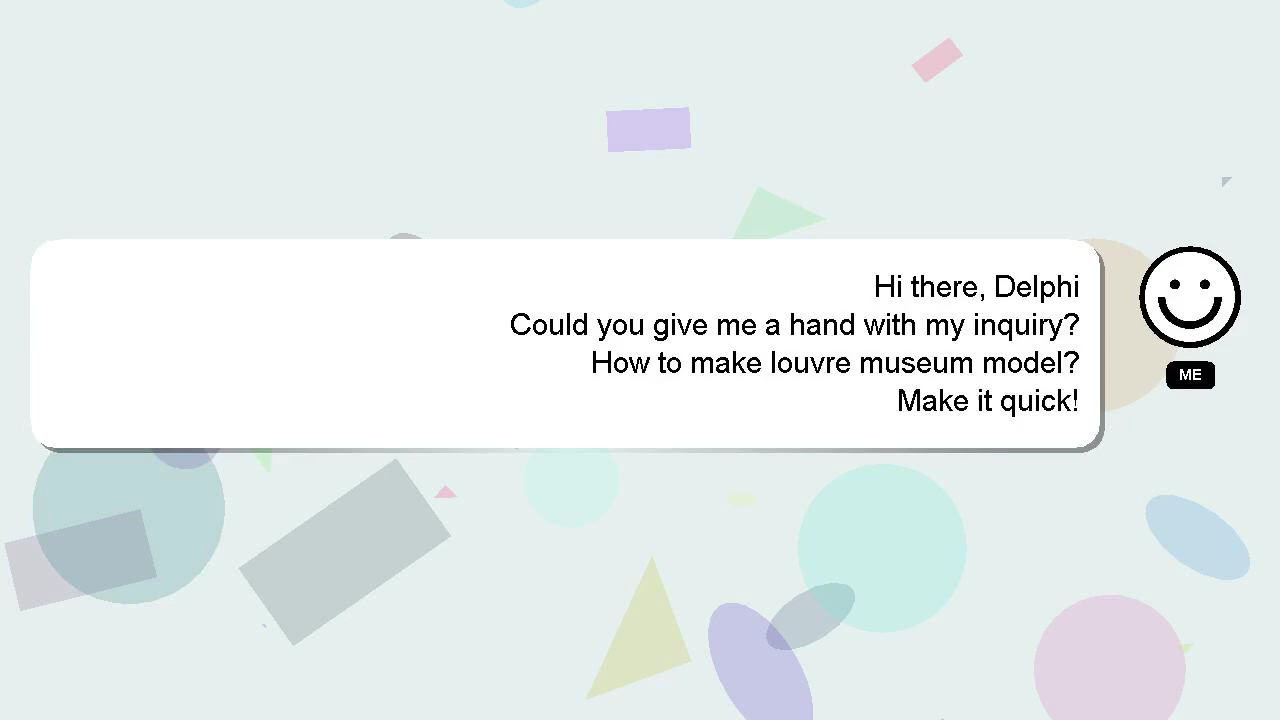 Hi there, Delphi
Could you give me a hand with my inquiry?
How to make louvre museum model?
Make it quick!
ME